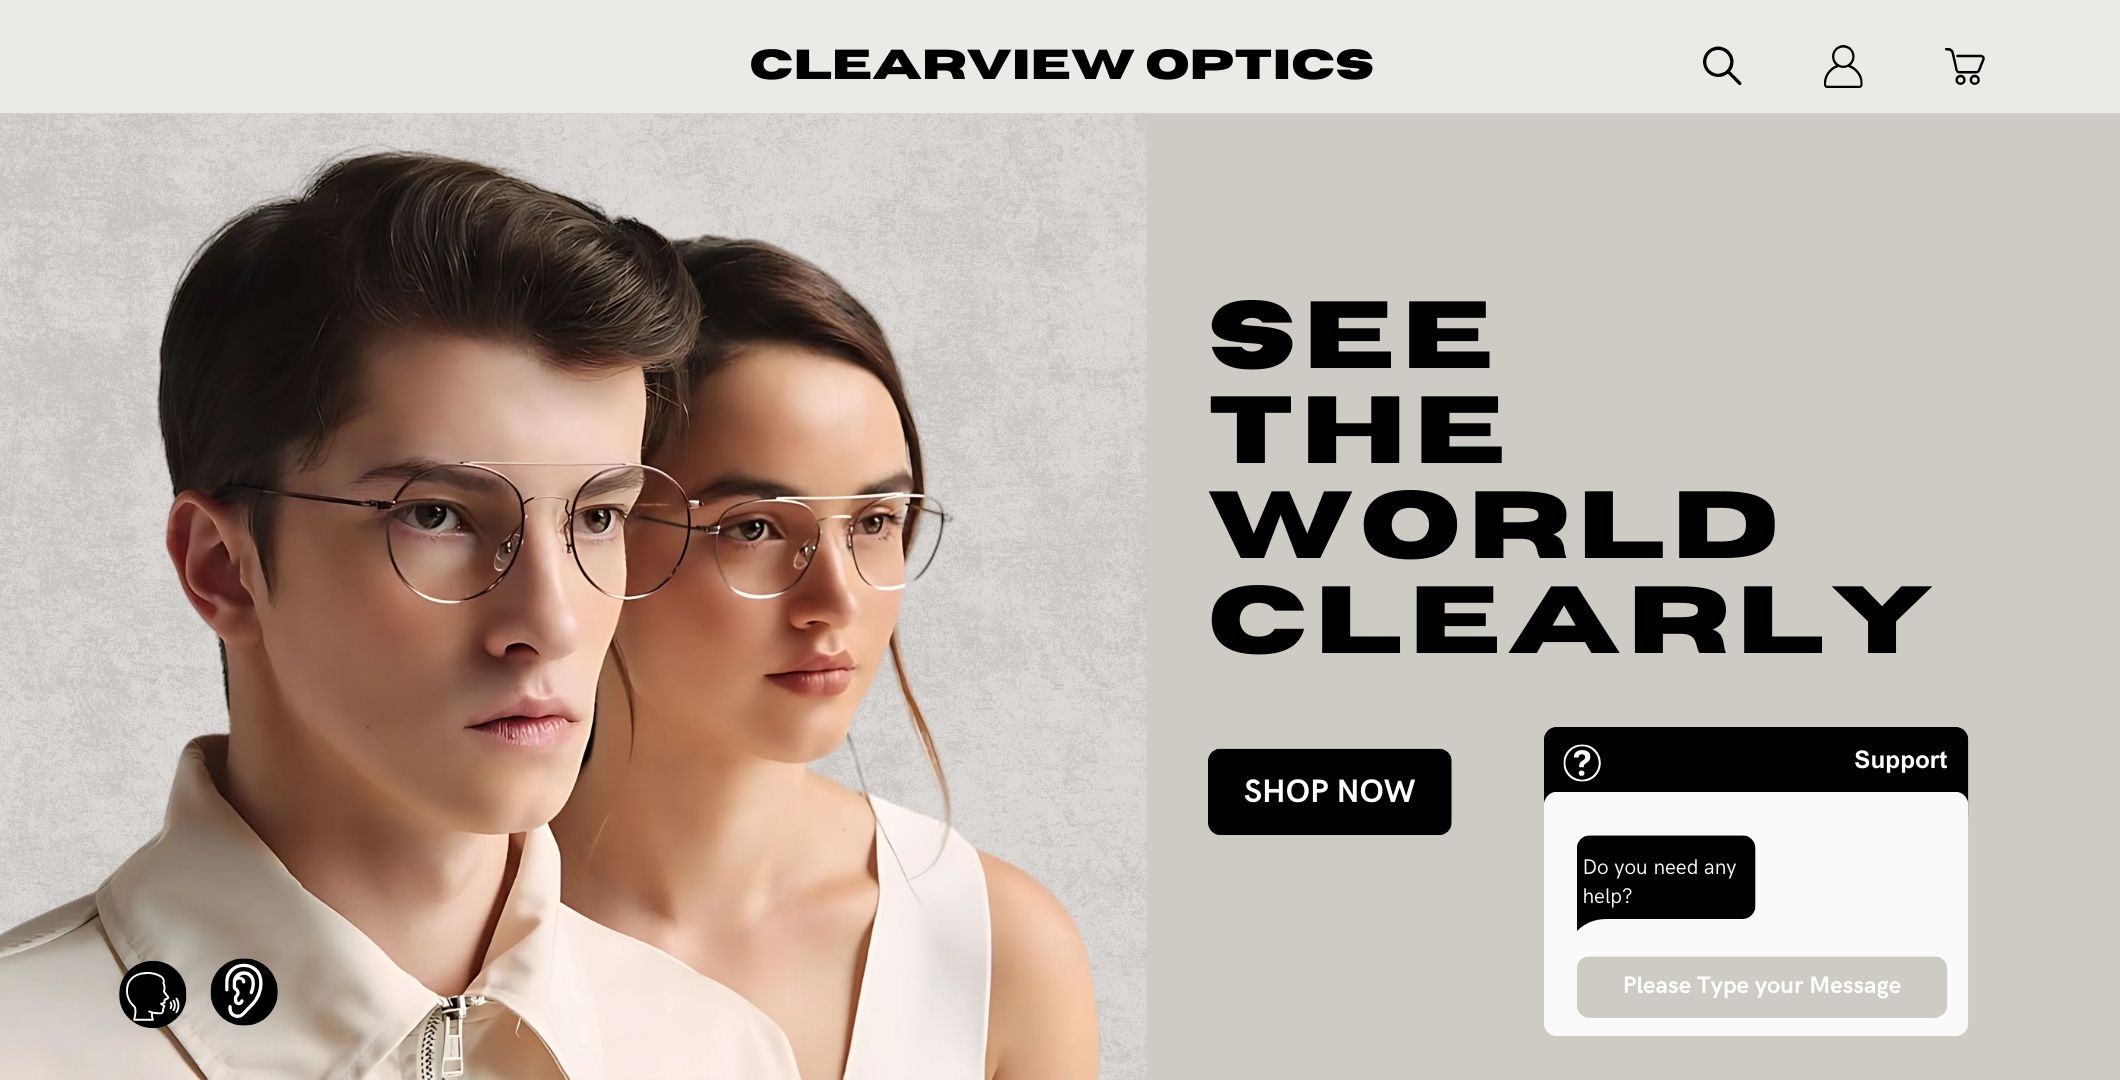 CLEARVIEW OPTICS
SEE
THE
WORLD
CLEARLY
SHOP NOW
Support
Do you need any
help?
Please Type your Message